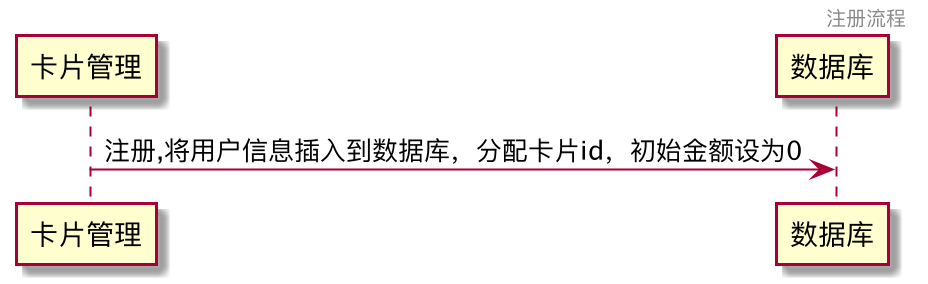 注册流程
卡片管理
数据库
注册,将用户信息插入到数据库，分配卡片id，初始金额设为0
卡片管理
数据库